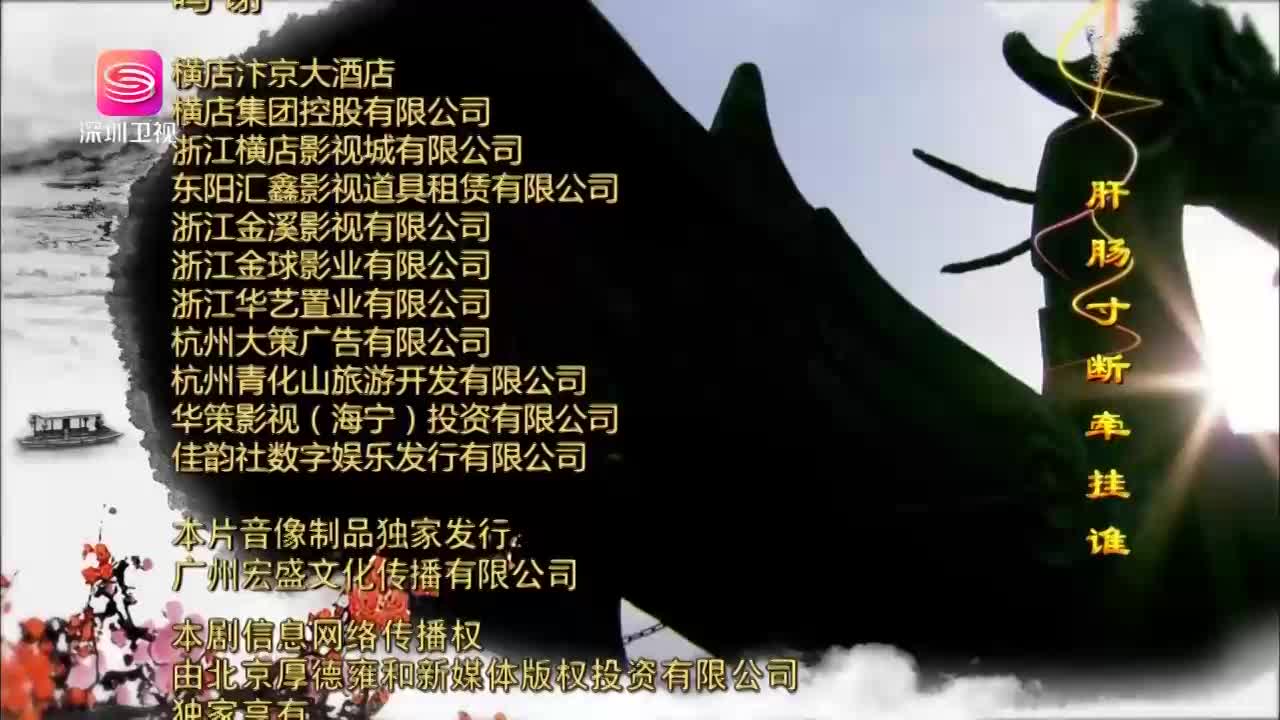 鸣谢
深圳卫视
横店汴京大酒店
横店集团控股有限公司
浙江横店影视城有限公司
东阳汇鑫影视道具租赁有限公司
浙江金溪影视有限公司
浙江金球影业有限公司
浙江华艺置业有限公司
杭州大策广告有限公司
杭州青化山旅游开发有限公司
华策影视（海宁）投资有限公司
佳韵社数字娱乐发行有限公司
本片音像制品独家发行:
广州宏盛文化传播有限公司
本剧信息网络传播权
由北京厚德雍和新媒体版权投资有限公司
独家享有
肝肠寸断牵挂谁